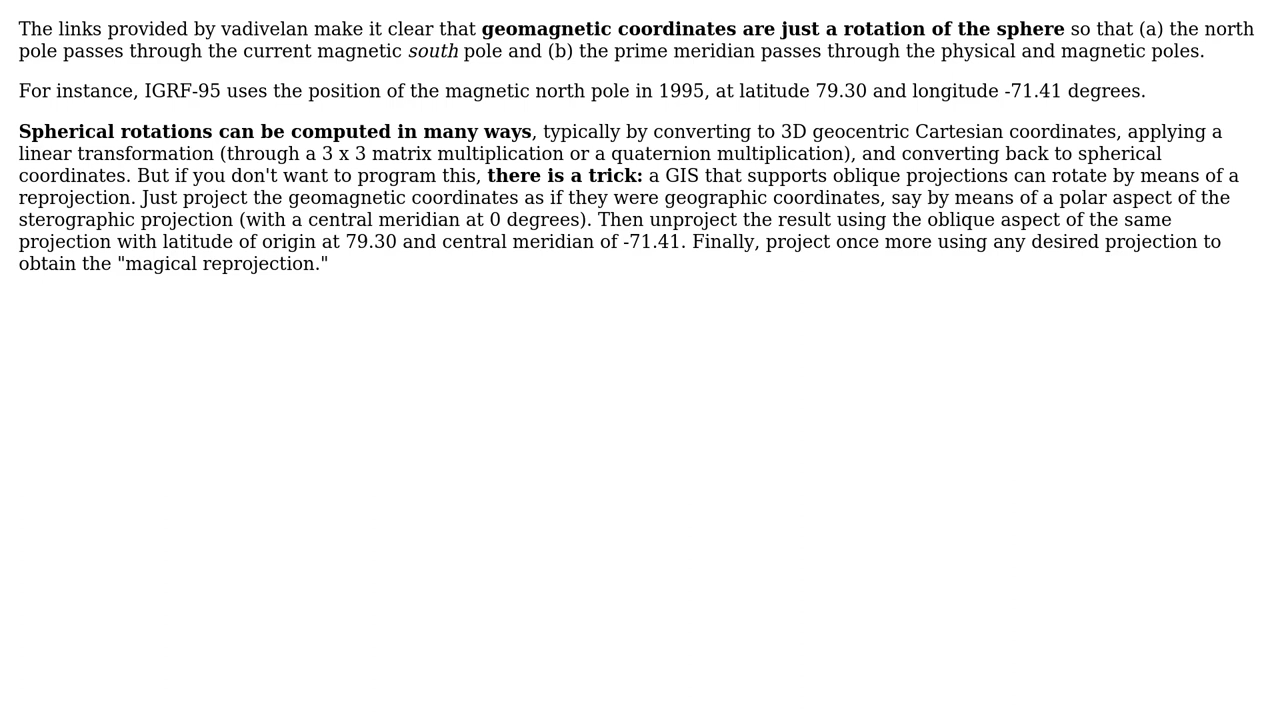 The links provided by vadivelan make it clear that geomagnetic coordinates are just a rotation of the sphere so that (a) the north
pole passes through the current magnetic south pole and (b) the prime meridian passes through the physical and magnetic poles.
For instance, IGRF-95 uses the position of the magnetic north pole in 1995, at latitude 79.30 and longitude -71.41 degrees.
Spherical rotations can be computed in many ways, typically by converting to 3D geocentric Cartesian coordinates, applying a
linear transformation (through a 3 x 3 matrix multiplication or a quaternion multiplication), and converting back to spherical
coordinates. But if you don't want to program this, there is a trick: a GIS that supports oblique projections can rotate by means of a
reprojection. Just project the geomagnetic coordinates as if they were geographic coordinates, say by means of a polar aspect of the
sterographic projection (with a central meridian at 0 degrees). Then unproject the result using the oblique aspect of the same
projection with latitude of origin at 79.30 and central meridian of -71.41. Finally, project once more using any desired projection to
obtain the "magical reprojection."